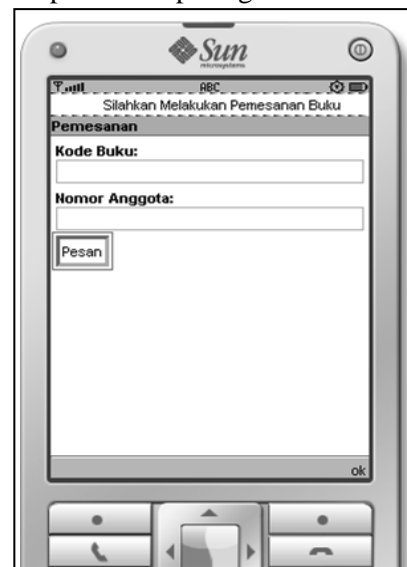 Sun
microsystems
ABC
Silahkan Melakukan Pemesanan Buku
Pemesanan
Kode Buku:
Nomor Anggota:
Pesan
ok